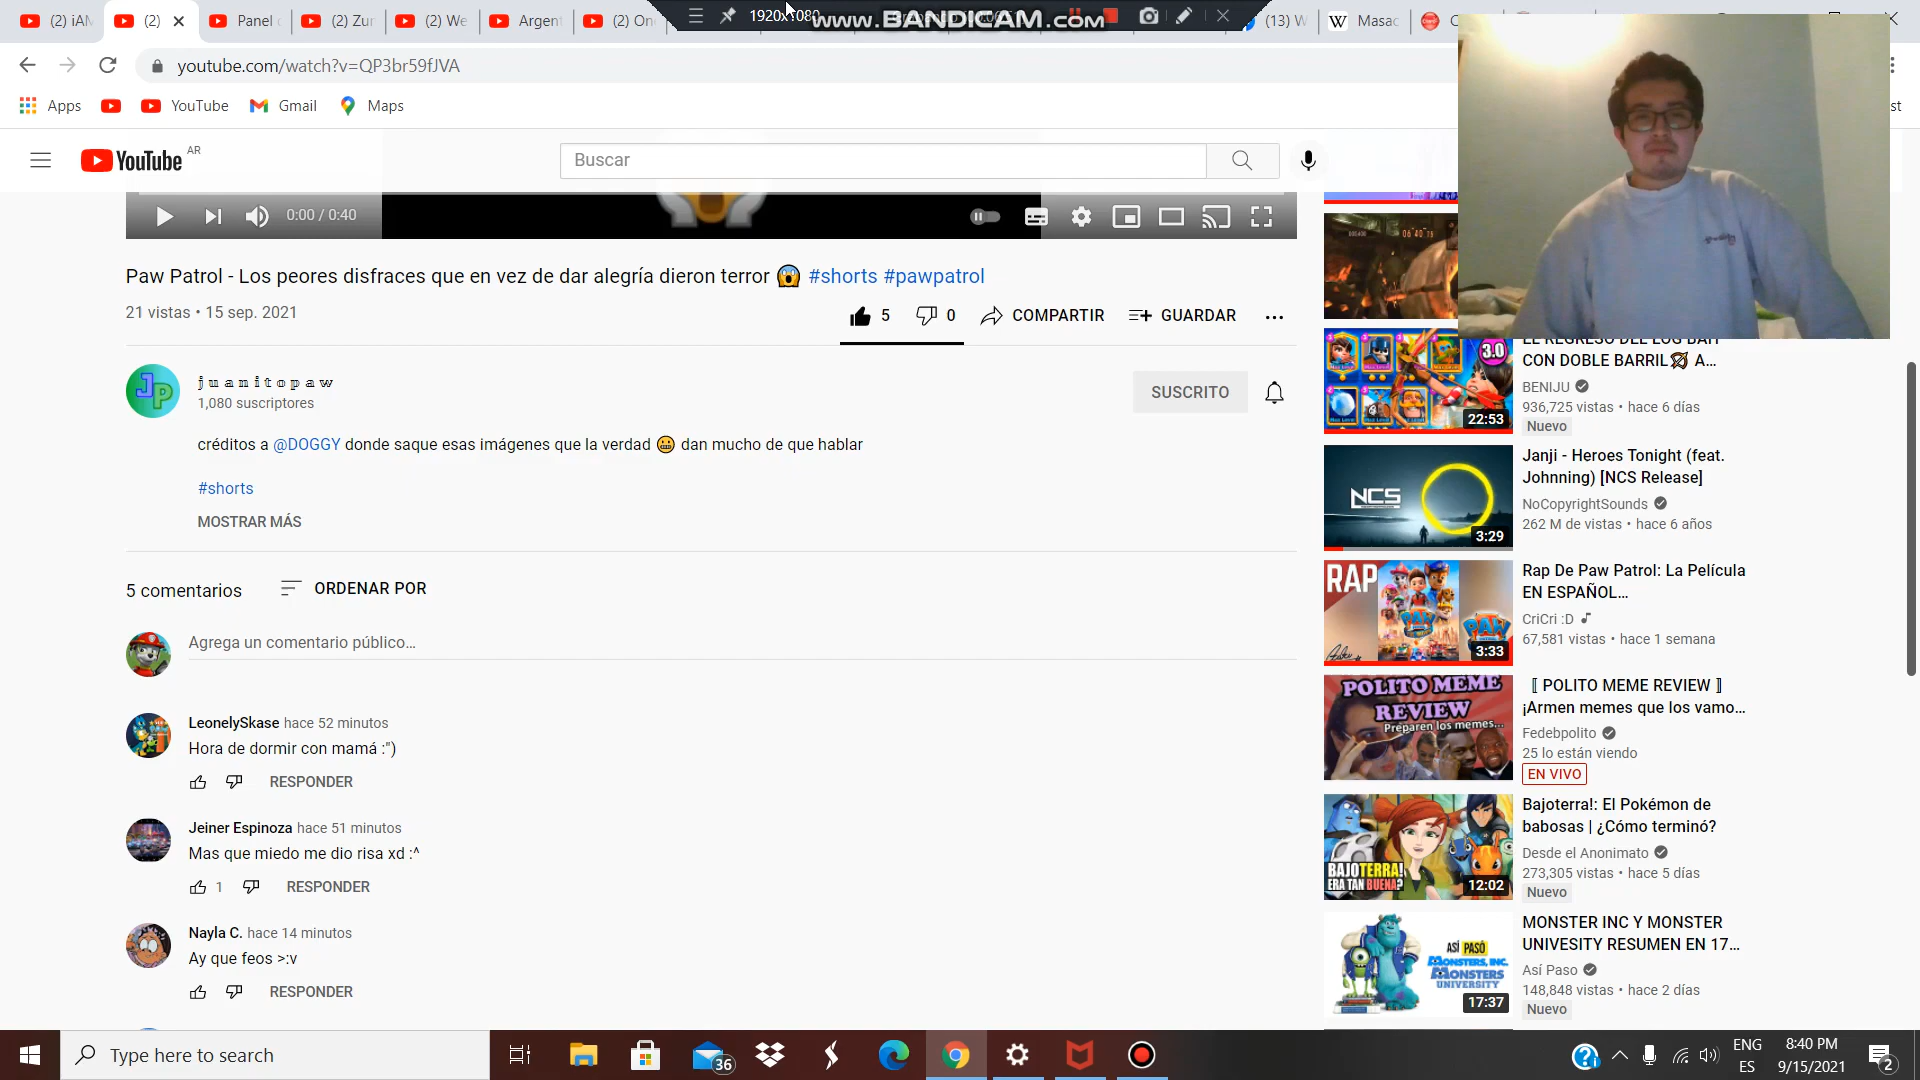 (2) iAM
(2)
Panel
(2) Zur
(2) We
Argent
(2) On
1920x1080
www.BANDICAM.com
(13) W
Masac
youtube.com/watch?v=QP3br59fJVA
Apps
YouTube
Gmail
Maps
st
YouTube AR
Buscar
0:00 / 0:40
Paw Patrol - Los peores disfraces que en vez de dar alegría dieron terror 😱 #shorts #pawpatrol
21 vistas • 15 sep. 2021
5
0
COMPARTIR
GUARDAR
JP
juanitopaw
1,080 suscriptores
SUSCRITO
créditos a @DOGGY donde saque esas imágenes que la verdad 😬 dan mucho de que hablar
#shorts
MOSTRAR MÁS
5 comentarios
ORDENAR POR
Agrega un comentario público...
LeonelySkase hace 52 minutos
Hora de dormir con mamá :")
RESPONDER
Jeiner Espinoza hace 51 minutos
Mas que miedo me dio risa xd :^
1
RESPONDER
Nayla C. hace 14 minutos
Ay que feos >:v
RESPONDER
EL REGRESO DEL LOG BAIT
CON DOBLE BARRIL🏹 A...
BENIJU
936,725 vistas • hace 6 días
Nuevo
3.0
22:53
Janji - Heroes Tonight (feat.
Johnning) [NCS Release]
NoCopyrightSounds
262 M de vistas • hace 6 años
NCS
3:29
Rap De Paw Patrol: La Película
EN ESPAÑOL...
CriCri :D
67,581 vistas • hace 1 semana
RAP
3:33
〚 POLITO MEME REVIEW 〛
¡Armen memes que los vamo...
Fedebpolito
25 lo están viendo
EN VIVO
POLITO MEME
REVIEW
Preparen los memes...
Bajoterra!: El Pokémon de
babosas | ¿Cómo terminó?
Desde el Anonimato
273,305 vistas • hace 5 días
Nuevo
BAJOTERRA!
ERA TAN BUENA?
12:02
MONSTER INC Y MONSTER
UNIVESITY RESUMEN EN 17...
Así Paso
148,848 vistas • hace 2 días
Nuevo
ASÍ PASÓ
MONSTERS, INC.
MONSTERS
UNIVERSITY
17:37
Type here to search
36
ENG
ES
8:40 PM
9/15/2021
2